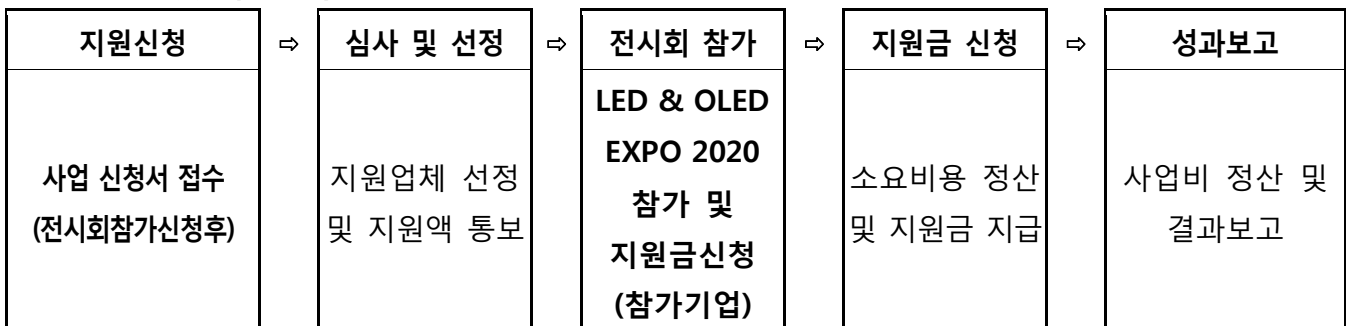 지원신청 ⇨ 심사 및 선정 ⇨ 전시회 참가 ⇨ 지원금 신청 ⇨ 성과보고
사업 신청서 접수
(전시회참가신청후)
지원업체 선정
및 지원액 통보
LED & OLED
EXPO 2020
참가 및
지원금신청
(참가기업)
소요비용 정산
및 지원금 지급
사업비 정산 및
결과보고